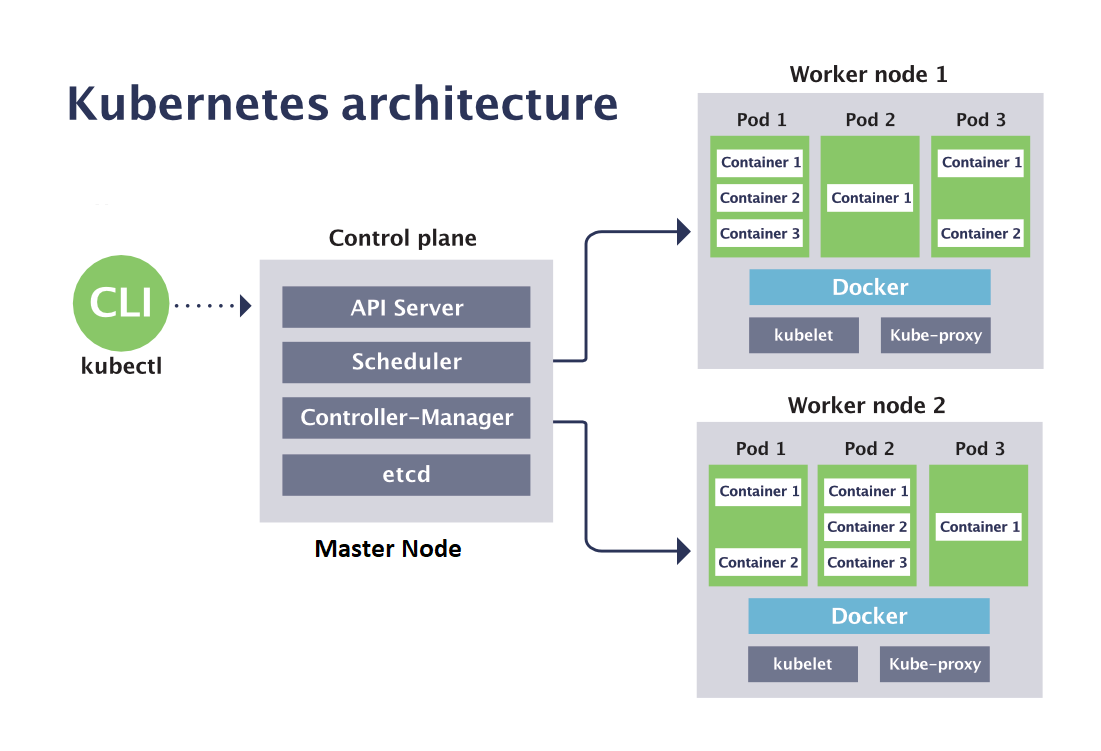 Kubernetes architecture
CLI
kubectl
Control plane
API Server
Scheduler
Controller-Manager
etcd
Master Node
Worker node 1
Pod 1
Pod 2
Pod 3
Container 1
Container 2
Container 3
Container 1
Container 1
Container 2
Docker
kubelet
Kube-proxy
Worker node 2
Pod 1
Pod 2
Pod 3
Container 1
Container 2
Container 1
Container 2
Container 3
Container 1
Docker
kubelet
Kube-proxy